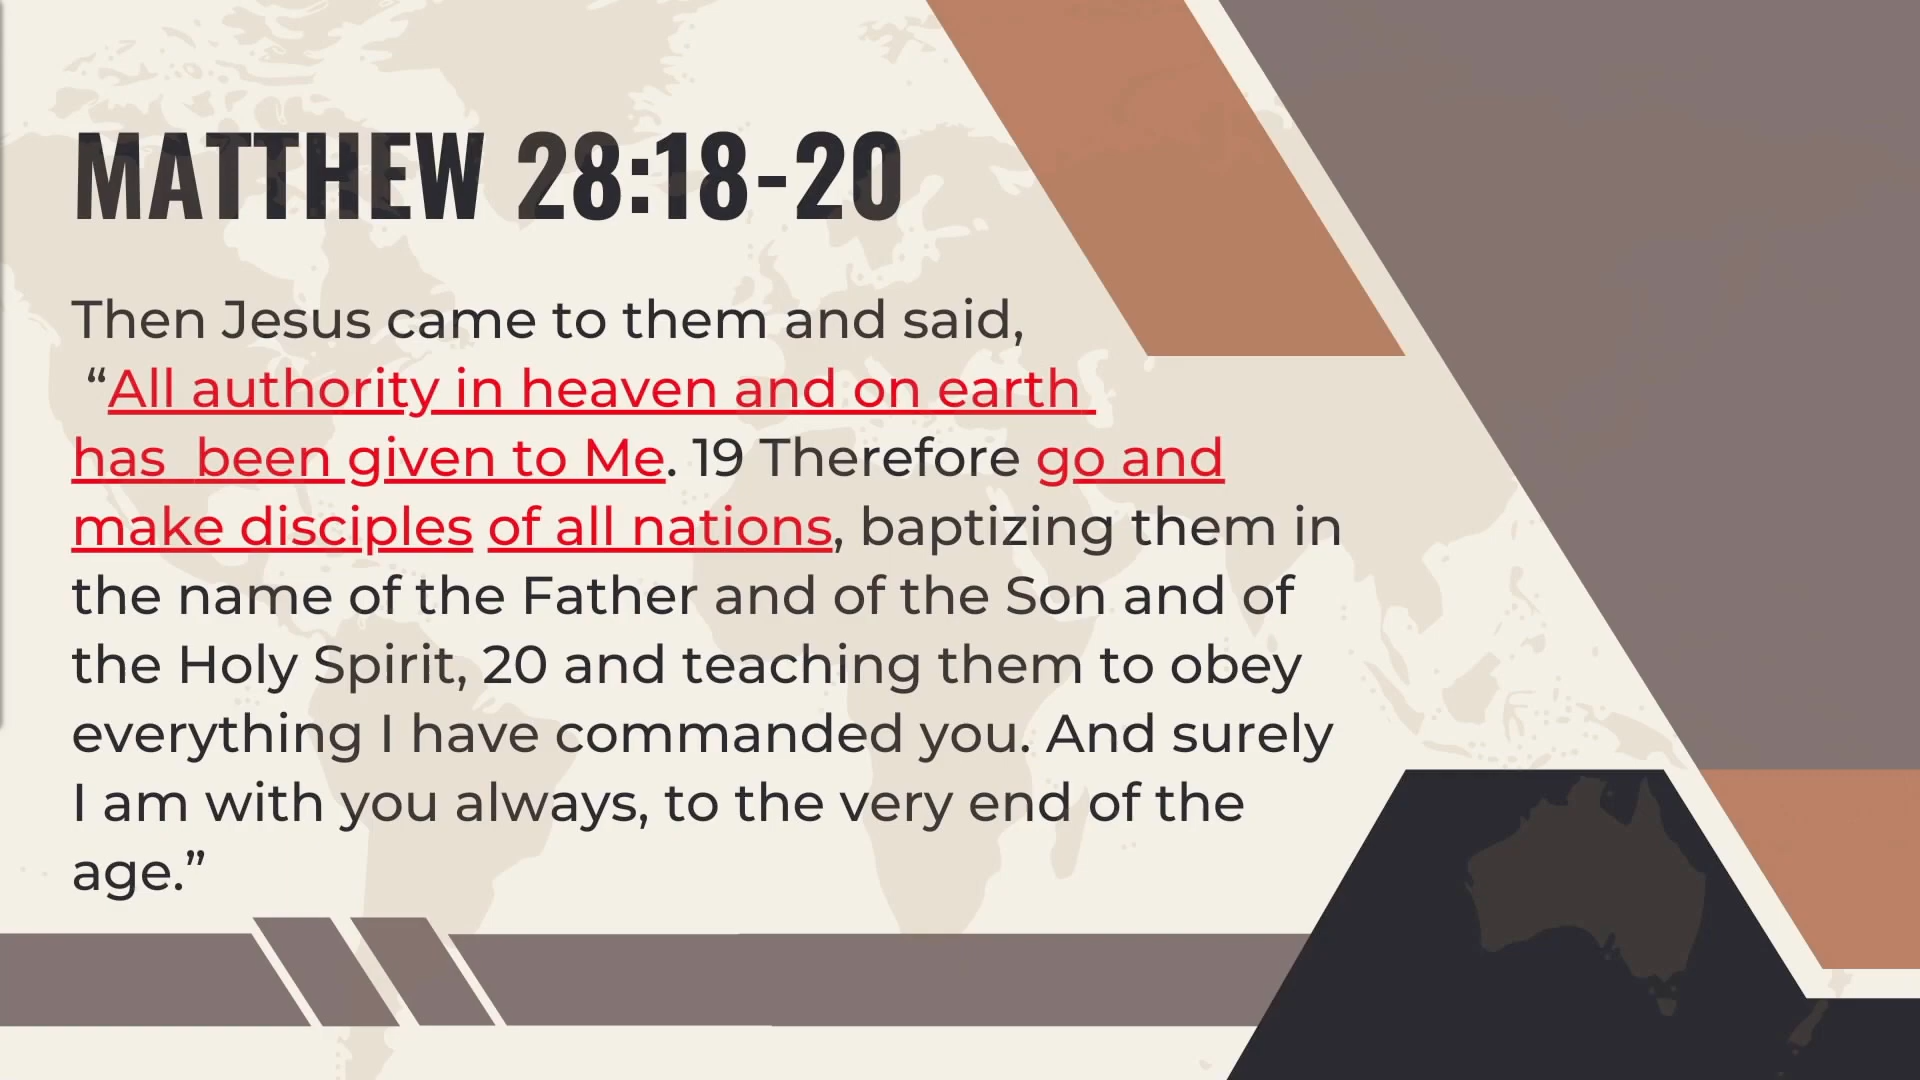 MATTHEW 28:18-20
Then Jesus came to them and said,
“All authority in heaven and on earth
has  been given to Me. 19 Therefore go and
make disciples of all nations, baptizing them in
the name of the Father and of the Son and of
the Holy Spirit, 20 and teaching them to obey
everything I have commanded you. And surely
I am with you always, to the very end of the
age.”